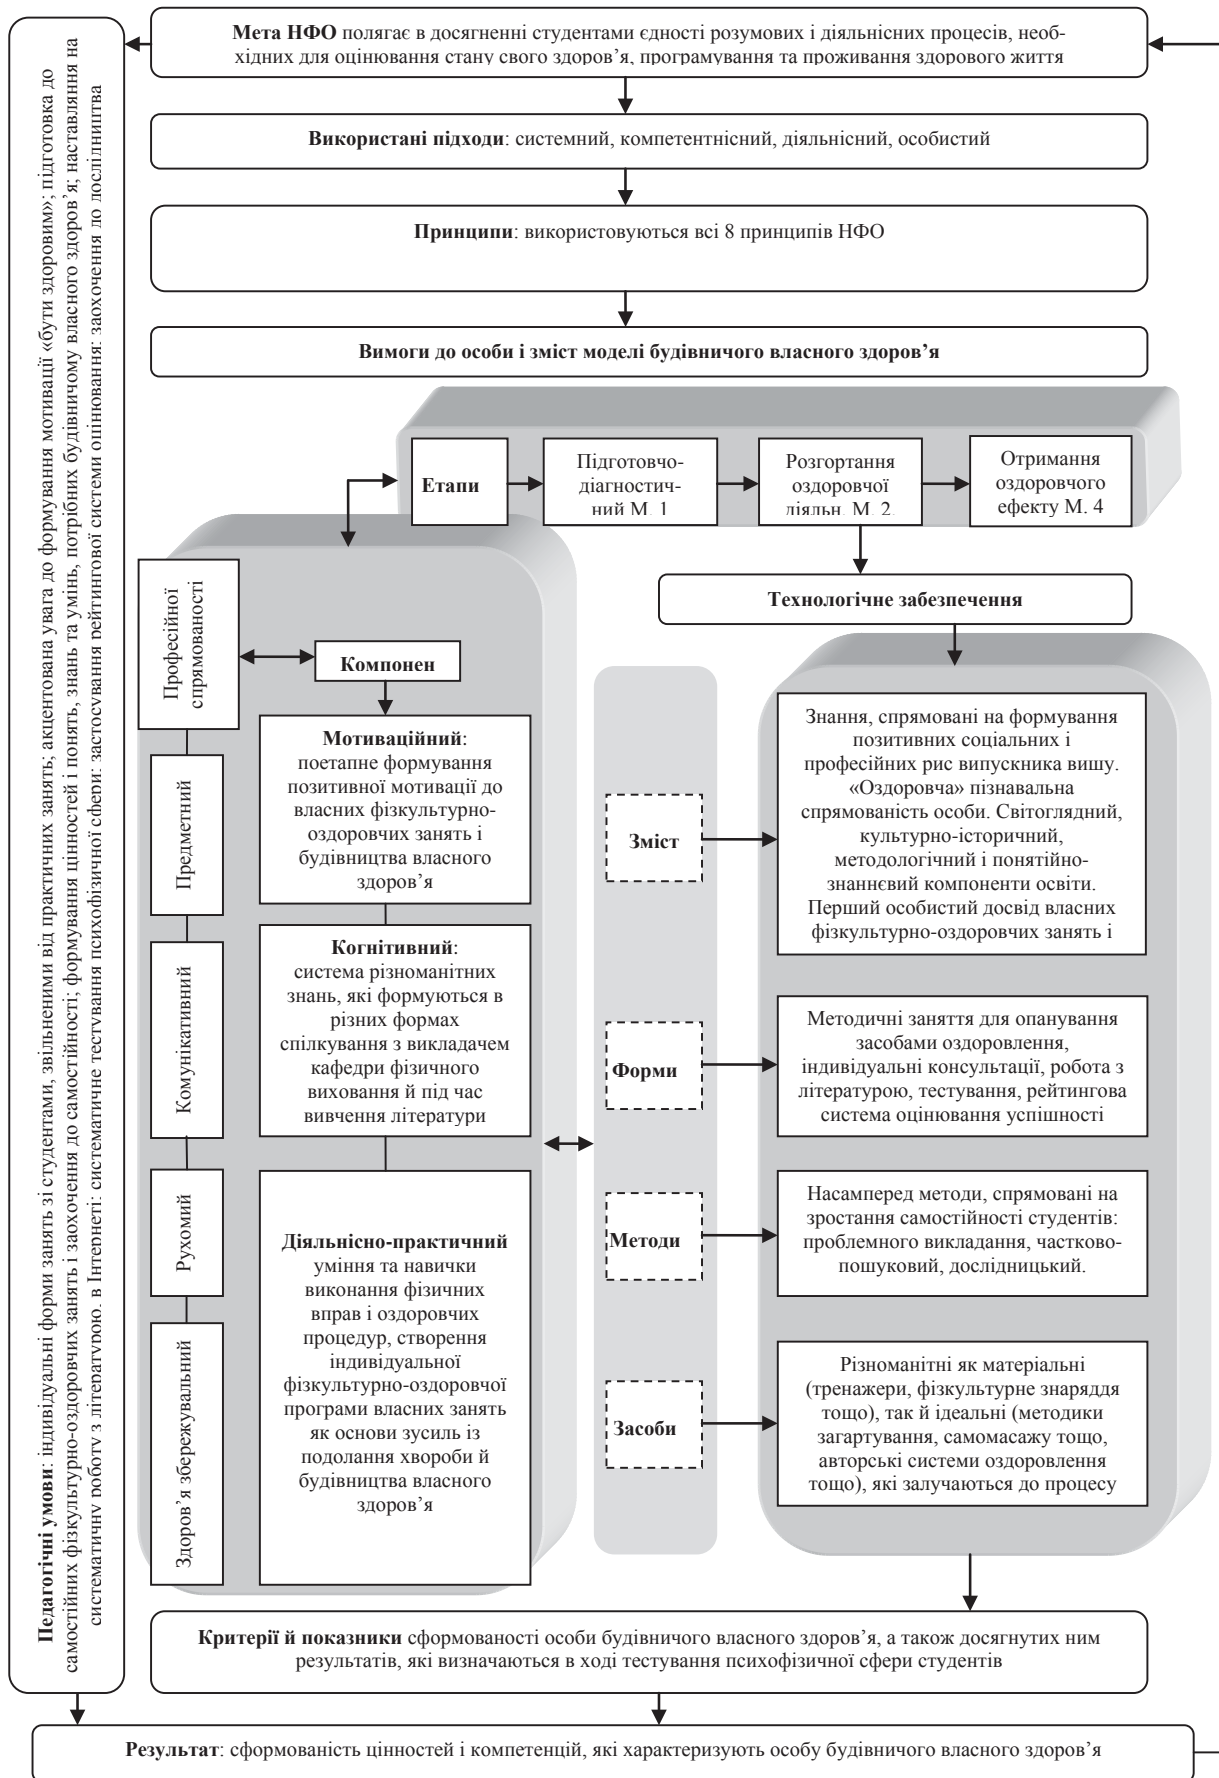 Педагогічні умови: індивідуальні форми занять зі студентами, звільненими від практичних занять; акцентована увага до формування мотивації «бути здоровим»; підготовка до
самостійних фізкультурно-оздоровчих занять і заохочення до самостійності; формування цінностей і понять, знань та умінь, потрібних будівничому власного здоров’я; наставляння на
систематичну роботу з літературою, в Інтернеті; систематичне тестування психофізичної сфери; застосування рейтингової системи оцінювання; заохочення до дослідництва
Мета НФО полягає в досягненні студентами єдності розумових і діяльнісних процесів, необ-
хідних для оцінювання стану свого здоров’я, програмування та проживання здорового життя
Використані підходи: системний, компетентнісний, діяльнісний, особистий
Принципи: використовуються всі 8 принципів НФО
Вимоги до особи і зміст моделі будівничого власного здоров’я
Етапи
Підготовчо-
діагностич-
ний М. 1
Розгортання
оздоровчої
діяльн. М. 2,
Отримання
оздоровчого
ефекту М. 4
Технологічне забезпечення
Професійної
спрямованості
Предметний
Комунікативний
Рухомий
Здоров’я збережувальний
Компонен
Мотиваційний:
поетапне формування
позитивної мотивації до
власних фізкультурно-
оздоровчих занять і
будівництва власного
здоров’я
Когнітивний:
система різноманітних
знань, які формуються в
різних формах
спілкування з викладачем
кафедри фізичного
виховання й під час
вивчення літератури
Діяльнісно-практичний
уміння та навички
виконання фізичних
вправ і оздоровчих
процедур, створення
індивідуальної
фізкультурно-оздоровчої
програми власних занять
як основи зусиль із
подолання хвороби й
будівництва власного
здоров’я
Зміст
Форми
Методи
Засоби
Знання, спрямовані на формування
позитивних соціальних і
професійних рис випускника вишу.
«Оздоровча» пізнавальна
спрямованість особи. Світоглядний,
культурно-історичний,
методологічний і понятійно-
знаннєвий компоненти освіти.
Перший особистий досвід власних
фізкультурно-оздоровчих занять і
Методичні заняття для опанування
засобами оздоровлення,
індивідуальні консультації, робота з
літературою, тестування, рейтингова
система оцінювання успішності
Насамперед методи, спрямовані на
зростання самостійності студентів:
проблемного викладання, частково-
пошуковий, дослідницький.
Різноманітні як матеріальні
(тренажери, фізкультурне знаряддя
тощо), так й ідеальні (методики
загартування, самомасажу тощо,
авторські системи оздоровлення
тощо), які залучаються до процесу
Критерії й показники сформованості особи будівничого власного здоров’я, а також досягнутих ним
результатів, які визначаються в ході тестування психофізичної сфери студентів
Результат: сформованість цінностей і компетенцій, які характеризують особу будівничого власного здоров’я